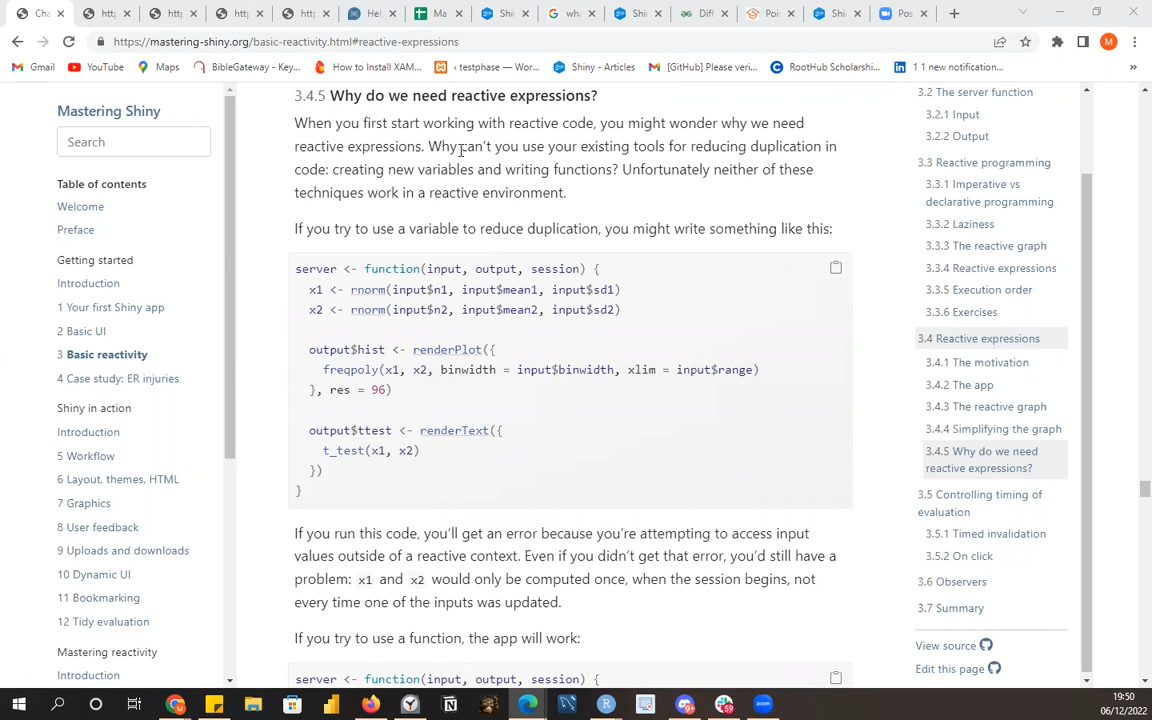 Cha
http
http
http
http
Hel
Ma
Shin
wha
Shin
Diff
Pois
Shin
Pos
https://mastering-shiny.org/basic-reactivity.html#reactive-expressions
M
Gmail
YouTube
Maps
BibleGateway - Key...
How to Install XAM...
‹ testphase — Wor...
Shiny - Articles
[GitHub] Please veri...
RootHub Scholarshi...
1 1 new notification...
»
Mastering Shiny
Search
Table of contents
Welcome
Preface
Getting started
Introduction
1 Your first Shiny app
2 Basic UI
3 Basic reactivity
4 Case study: ER injuries
Shiny in action
Introduction
5 Workflow
6 Layout, themes, HTML
7 Graphics
8 User feedback
9 Uploads and downloads
10 Dynamic UI
11 Bookmarking
12 Tidy evaluation
Mastering reactivity
Introduction
3.4.5 Why do we need reactive expressions?
When you first start working with reactive code, you might wonder why we need
reactive expressions. Why can't you use your existing tools for reducing duplication in
code: creating new variables and writing functions? Unfortunately neither of these
techniques work in a reactive environment.
If you try to use a variable to reduce duplication, you might write something like this:
server <- function(input, output, session) {
x1 <- rnorm(input$n1, input$mean1, input$sd1)
x2 <- rnorm(input$n2, input$mean2, input$sd2)
output$hist <- renderPlot({
freqpoly(x1, x2, binwidth = input$binwidth, xlim = input$range)
}, res = 96)
output$ttest <- renderText({
t_test(x1, x2)
})
}
If you run this code, you'll get an error because you're attempting to access input
values outside of a reactive context. Even if you didn't get that error, you'd still have a
problem: x1 and x2 would only be computed once, when the session begins, not
every time one of the inputs was updated.
If you try to use a function, the app will work:
server <- function(input, output, session) {
3.2 The server function
3.2.1 Input
3.2.2 Output
3.3 Reactive programming
3.3.1 Imperative vs
declarative programming
3.3.2 Laziness
3.3.3 The reactive graph
3.3.4 Reactive expressions
3.3.5 Execution order
3.3.6 Exercises
3.4 Reactive expressions
3.4.1 The motivation
3.4.2 The app
3.4.3 The reactive graph
3.4.4 Simplifying the graph
3.4.5 Why do we need
reactive expressions?
3.5 Controlling timing of
evaluation
3.5.1 Timed invalidation
3.5.2 On click
3.6 Observers
3.7 Summary
View source
Edit this page
19:50
06/12/2022